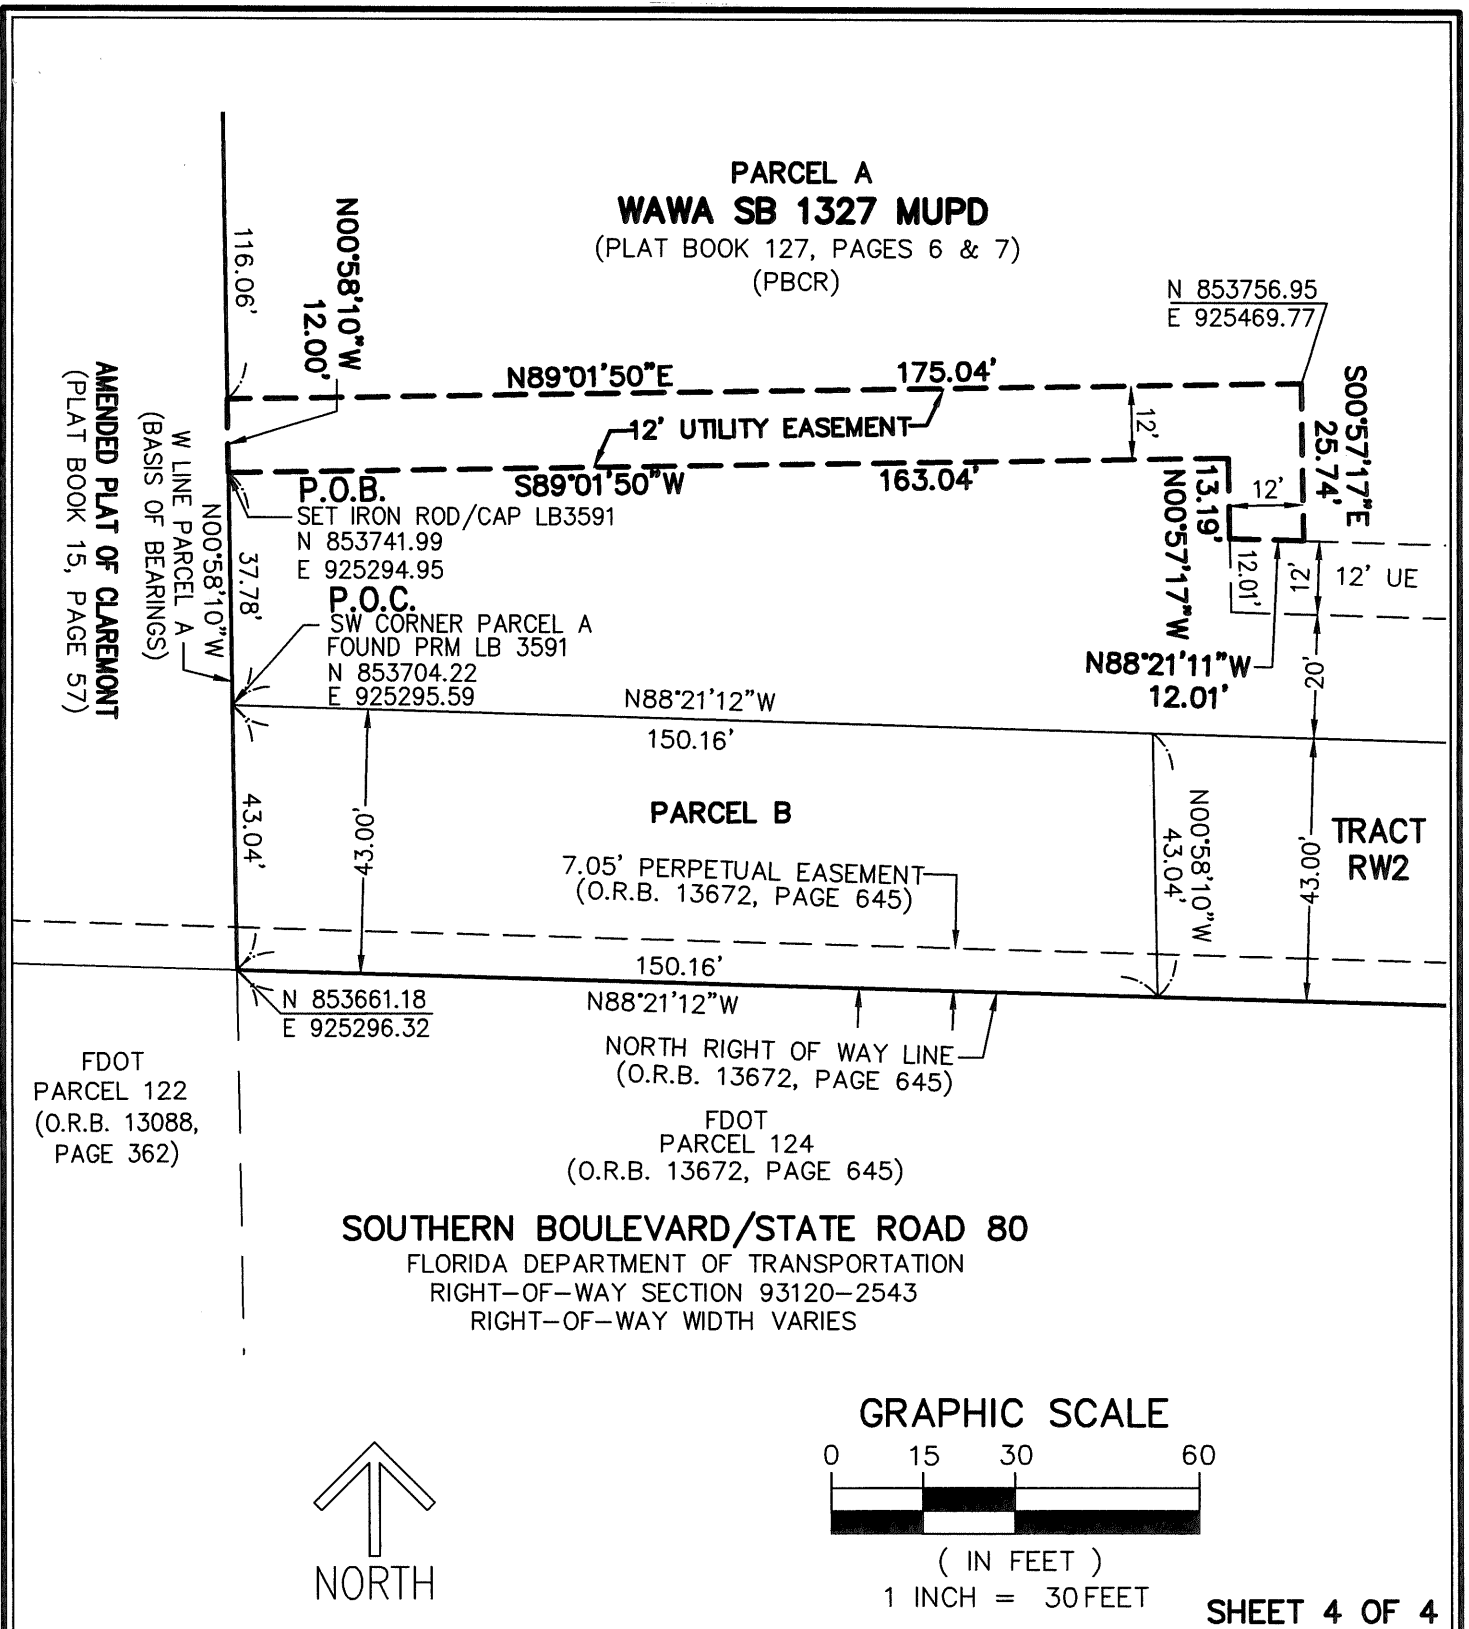 PARCEL A
WAWA SB 1327 MUPD
(PLAT BOOK 127, PAGES 6 & 7)
(PBCR)
116.06'
N00°58'10"W
12.00'
N 853756.95
E 925469.77
N89°01'50"E
175.04'
12' UTILITY EASEMENT
12'
S00°57'17"E
25.74'
S89°01'50"W
163.04'
13.19'
N00°57'17"W
12'
AMENDED PLAT OF CLAREMONT
(PLAT BOOK 15, PAGE 57)
N00°58'10"W
W LINE PARCEL A
(BASIS OF BEARINGS)
P.O.B.
SET IRON ROD/CAP LB3591
N 853741.99
E 925294.95
37.78'
P.O.C.
SW CORNER PARCEL A
FOUND PRM LB 3591
N 853704.22
E 925295.59
12.01'
12'
12' UE
N88°21'11"W
12.01'
20'
N88°21'12"W
150.16'
43.04'
43.00'
PARCEL B
7.05' PERPETUAL EASEMENT
(O.R.B. 13672, PAGE 645)
N00°58'10"W
43.04'
43.00'
TRACT
RW2
150.16'
N88°21'12"W
N 853661.18
E 925296.32
NORTH RIGHT OF WAY LINE
(O.R.B. 13672, PAGE 645)
FDOT
PARCEL 122
(O.R.B. 13088,
PAGE 362)
FDOT
PARCEL 124
(O.R.B. 13672, PAGE 645)
SOUTHERN BOULEVARD/STATE ROAD 80
FLORIDA DEPARTMENT OF TRANSPORTATION
RIGHT-OF-WAY SECTION 93120-2543
RIGHT-OF-WAY WIDTH VARIES
GRAPHIC SCALE
0 15 30 60
( IN FEET )
1 INCH = 30 FEET
NORTH
SHEET 4 OF 4